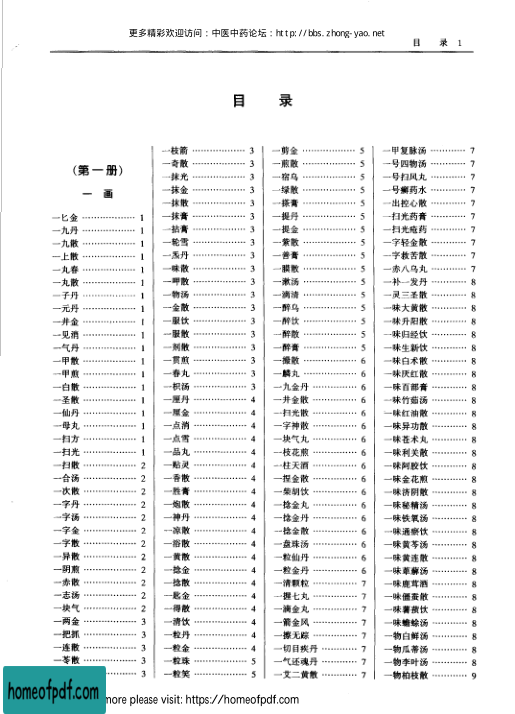 更多精彩欢迎访问：中医中药论坛：http://bbs.zhong-yao.net
目 录 1
目 录
(第一册)
一 画
一匕金 ……………… 1
一九丹 ……………… 1
一九散 ……………… 1
一上散 ……………… 1
一丸春 ……………… 1
一丸散 ……………… 1
一子丹 ……………… 1
一元丹 ……………… 1
一井金 ……………… 1
一见消 ……………… 1
一气丹 ……………… 1
一甲散 ……………… 1
一甲煎 ……………… 1
一白散 ……………… 1
一圣散 ……………… 1
一仙丹 ……………… 1
一母丸 ……………… 1
一扫方 ……………… 1
一扫光 ……………… 1
一扫散 ……………… 2
一合汤 ……………… 2
一次散 ……………… 2
一字丹 ……………… 2
一字汤 ……………… 2
一字金 ……………… 2
一字散 ……………… 2
一异散 ……………… 2
一阴煎 ……………… 2
一赤散 ……………… 2
一志汤 ……………… 2
一块气 ……………… 2
一两金 ……………… 3
一把抓 ……………… 3
一连散 ……………… 3
一苓散 ……………… 3
……………… 3
一枝箭 ……………… 3
一奇散 ……………… 3
一抹光 ……………… 3
一抹金 ……………… 3
一抹散 ……………… 3
一抹膏 ……………… 3
一拈膏 ……………… 3
一轮雪 ……………… 3
一炁丹 ……………… 3
一味散 ……………… 3
一呷散 ……………… 3
一物汤 ……………… 3
一金散 ……………… 3
一服饮 ……………… 3
一服散 ……………… 3
一剂散 ……………… 3
一贯煎 ……………… 3
一春丸 ……………… 3
一枳汤 ……………… 3
一厘丹 ……………… 4
一厘金 ……………… 4
一点消 ……………… 4
一点雪 ……………… 4
一品丸 ……………… 4
一贴灵 ……………… 4
一香散 ……………… 4
一胜膏 ……………… 4
一炮散 ……………… 4
一神丹 ……………… 4
一凉散 ……………… 4
一浴散 ……………… 4
一黄散 ……………… 4
一捻金 ……………… 4
一捻散 ……………… 4
一匙金 ……………… 4
一得散 ……………… 4
一清饮 ……………… 4
一粒丹 ……………… 4
一粒金 ……………… 4
一粒珠 ……………… 5
一粒笑 ……………… 5
一剪金 ……………… 5
一煎散 ……………… 5
一宿乌 ……………… 5
一绿散 ……………… 5
一搽膏 ……………… 5
一提丹 ……………… 5
一提金 ……………… 5
一紫散 ……………… 5
一善膏 ……………… 5
一膜散 ……………… 5
一漱汤 ……………… 5
一滴清 ……………… 5
一醉乌 ……………… 5
一醉饮 ……………… 5
一醉散 ……………… 5
一醉膏 ……………… 5
一撮散 ……………… 6
一麟丸 ……………… 6
一九金丹 …………… 6
一井金散 …………… 6
一扫光散 …………… 6
一字神散 …………… 6
一块气丸 …………… 6
一枝花煎 …………… 6
一柱天酒 …………… 6
一捏金散 …………… 6
一柴胡饮 …………… 6
一捻金丸 …………… 6
一捻金丹 …………… 6
一捻金散 …………… 6
一盘珠汤 …………… 6
一粒仙丹 …………… 6
一粒金丹 …………… 6
一清颗粒 …………… 7
一握七丸 …………… 7
一滴金丸 …………… 7
一箭金风 …………… 7
一擦无踪 …………… 7
一切目疾丹 ………… 7
一气还魂丹 ………… 7
一艾二黄散 ………… 7
一甲复脉汤 ………… 7
一号四物汤 ………… 7
一号扫风丸 ………… 7
一号癣药水 ………… 7
一出控心散 ………… 7
一扫光药膏 ………… 7
一扫光疮药 ………… 7
一字轻金散 ………… 7
一字救苦散 ………… 7
一赤八乌丸 ………… 7
一补一发丹 ………… 8
一灵三圣散 ………… 8
一味大黄散 ………… 8
一味升阳散 ………… 8
一味归经饮 ………… 8
一味生新饮 ………… 8
一味白术散 ………… 8
一味灰红散 ………… 8
一味百部膏 ………… 8
一味竹茹汤 ………… 8
一味红油散 ………… 8
一味异功散 ………… 8
一味苍术丸 ………… 8
一味利关散 ………… 8
一味阿胶饮 ………… 8
一味金花煎 ………… 8
一味清阴散 ………… 8
一味秘精汤 ………… 8
一味铁氧汤 ………… 8
一味通瘀饮 ………… 8
一味黄芩汤 ………… 8
一味黄连散 ………… 8
一味萆薢汤 ………… 8
一味鹿茸酒 ………… 8
一味僵蚕散 ………… 8
一味薯蓣饮 ………… 8
一味蟾蜍汤 ………… 8
一物白鲜汤 ………… 8
一物瓜蒂汤 ………… 8
一物李叶汤 ………… 8
一物柏枝散 ………… 9
homeofpdf.com
more please visit: https://homeofpdf.com